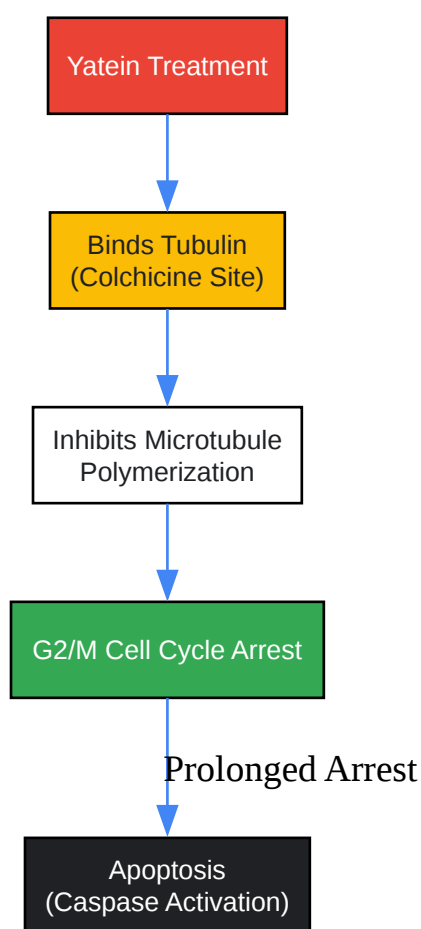 Yatein Treatment
Binds Tubulin
(Colchicine Site)
Inhibits Microtubule
Polymerization
G2/M Cell Cycle Arrest
Prolonged Arrest
Apoptosis
(Caspase Activation)